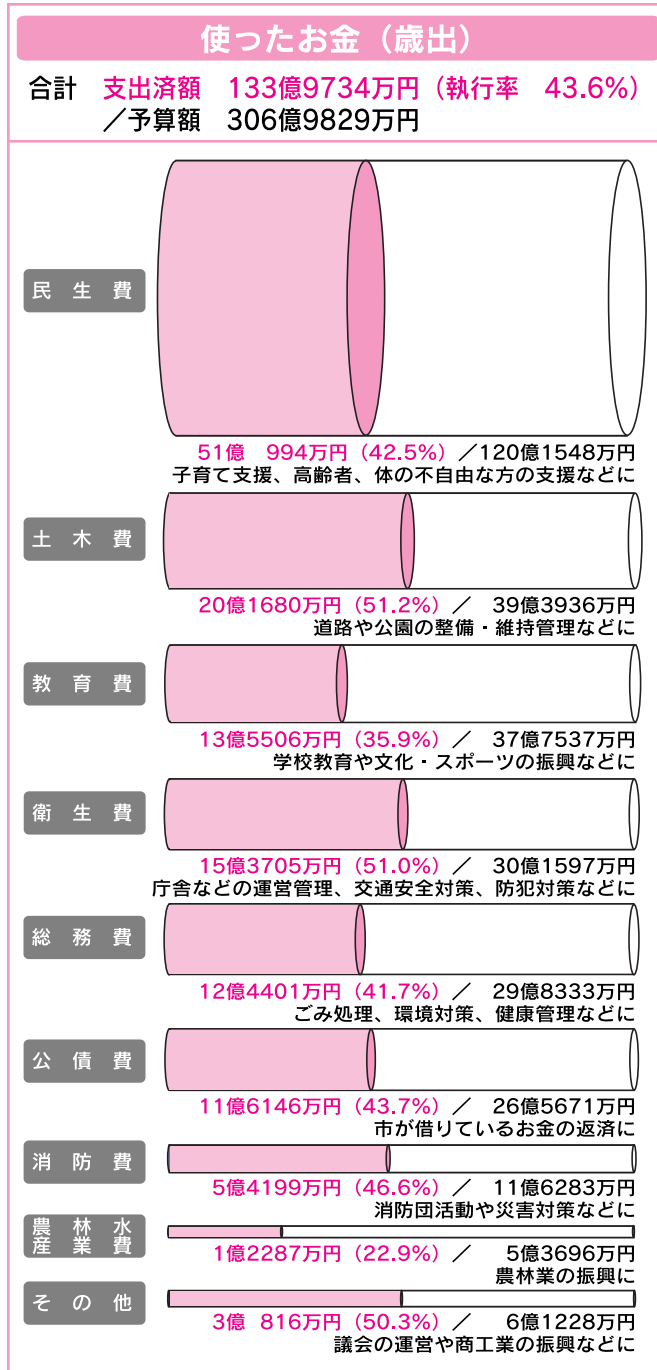 使ったお金（歳出）
合計　支出済額　133億9734万円（執行率　43.6%）
／予算額　306億9829万円
民生費
51億　994万円（42.5%）／120億1548万円
子育て支援、高齢者、体の不自由な方の支援などに
土木費
20億1680万円（51.2%）／　39億3936万円
道路や公園の整備・維持管理などに
教育費
13億5506万円（35.9%）／　37億7537万円
学校教育や文化・スポーツの振興などに
衛生費
15億3705万円（51.0%）／　30億1597万円
庁舎などの運営管理、交通安全対策、防犯対策などに
総務費
12億4401万円（41.7%）／　29億8333万円
ごみ処理、環境対策、健康管理などに
公債費
11億6146万円（43.7%）／　26億5671万円
市が借りているお金の返済に
消防費
5億4199万円（46.6%）／　11億6283万円
消防団活動や災害対策などに
農林水
産業費
1億2287万円（22.9%）／　5億3696万円
農林業の振興に
その他
3億　816万円（50.3%）／　6億1228万円
議会の運営や商工業の振興などに